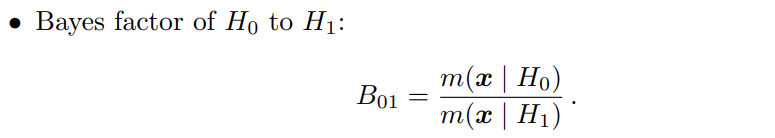 • Bayes factor of H₀ to H₁:
B₀₁ = m(𝒙 | H₀) / m(𝒙 | H₁) .